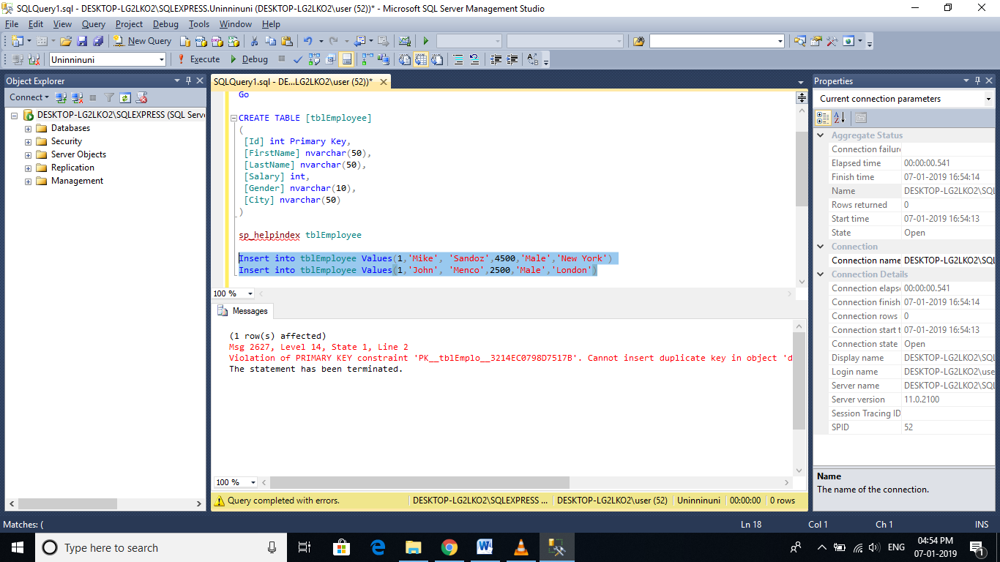 SQLQuery1.sql - DESKTOP-LG2LKO2\SQLEXPRESS.Uninninuni (DESKTOP-LG2LKO2\user (52))* - Microsoft SQL Server Management Studio
File Edit View Query Project Debug Tools Window Help
New Query
Uninninuni Execute Debug
Object Explorer
Connect
DESKTOP-LG2LKO2\SQLEXPRESS (SQL Serv
Databases
Security
Server Objects
Replication
Management
SQLQuery1.sql - DE...LG2LKO2\user (52))*
Go
CREATE TABLE [tblEmployee]
(
[Id] int Primary Key,
[FirstName] nvarchar(50),
[LastName] nvarchar(50),
[Salary] int,
[Gender] nvarchar(10),
[City] nvarchar(50)
)
sp_helpindex tblEmployee
Insert into tblEmployee Values(1,'Mike', 'Sandoz',4500,'Male','New York')
Insert into tblEmployee Values(1,'John', 'Menco',2500,'Male','London')
100 %
Messages
(1 row(s) affected)
Msg 2627, Level 14, State 1, Line 2
Violation of PRIMARY KEY constraint 'PK__tblEmplo__3214EC0798D7517B'. Cannot insert duplicate key in object 'd
The statement has been terminated.
100 %
Query completed with errors. DESKTOP-LG2LKO2\SQLEXPRESS ... DESKTOP-LG2LKO2\user (52) Uninninuni 00:00:00 0 rows
Properties
Current connection parameters
Aggregate Status
Connection failure
Elapsed time 00:00:00.541
Finish time 07-01-2019 16:54:14
Name DESKTOP-LG2LKO2\SQL
Rows returned 0
Start time 07-01-2019 16:54:13
State Open
Connection
Connection name DESKTOP-LG2LKO2\SQL
Connection Details
Connection elapse 00:00:00.541
Connection finish 07-01-2019 16:54:14
Connection rows 0
Connection start t 07-01-2019 16:54:13
Connection state Open
Display name DESKTOP-LG2LKO2\SQL
Login name DESKTOP-LG2LKO2\use
Server name DESKTOP-LG2LKO2\SQL
Server version 11.0.2100
Session Tracing ID
SPID 52
Name
The name of the connection.
Matches: ( Ln 18 Col 1 Ch 1 INS
Type here to search
ENG
04:54 PM
07-01-2019
1